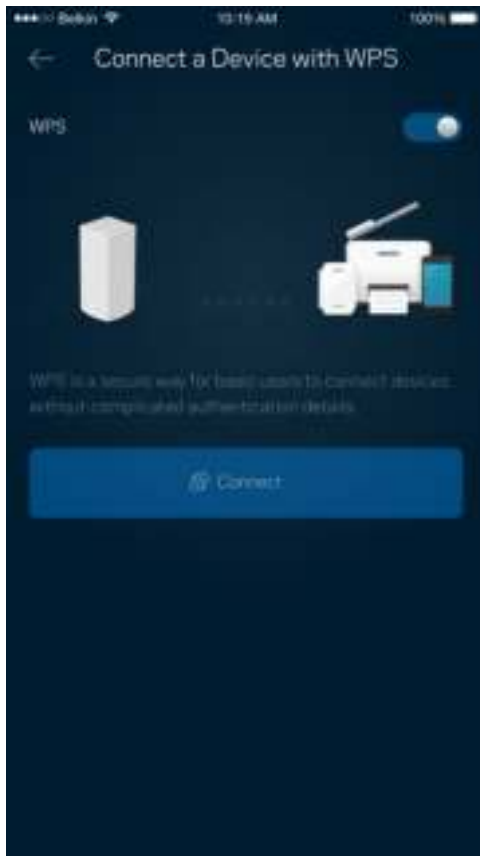 Belkin 10:19 AM 100%
Connect a Device with WPS
WPS
WPS is a secure way for basic users to connect devices
without complicated authentication details.
Connect